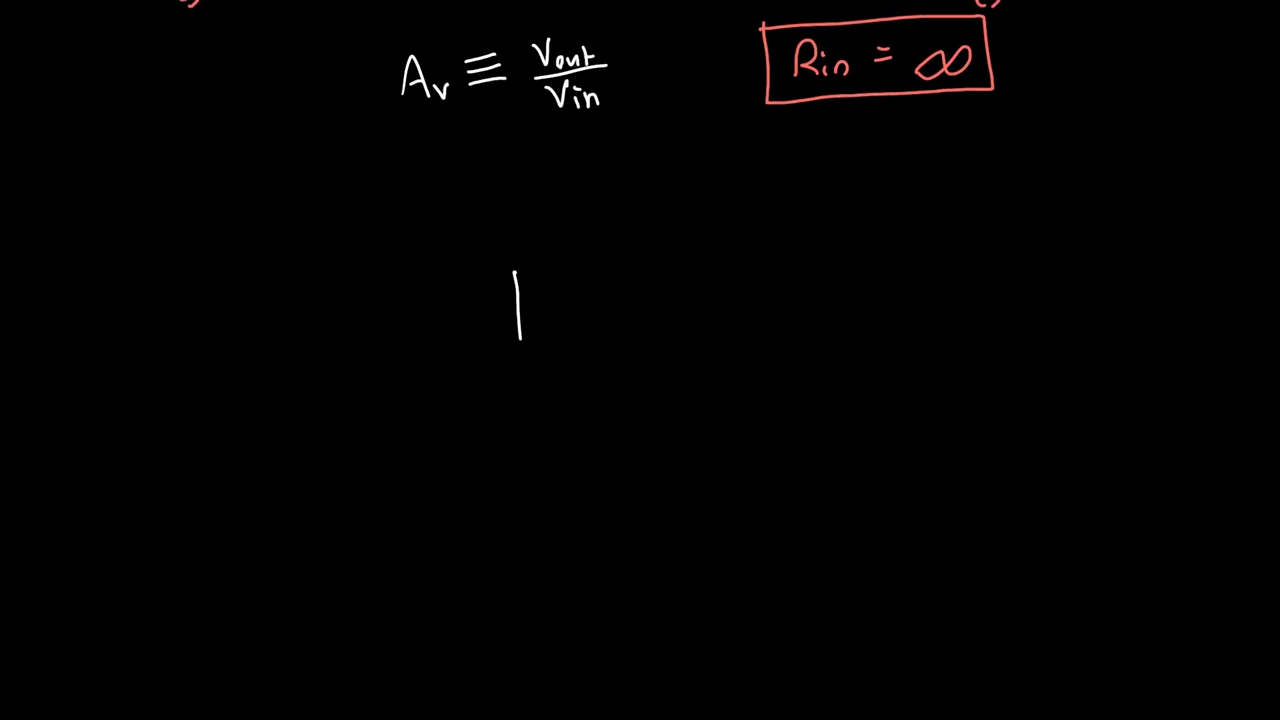 Av ≡ Vout/Vin
Rin = ∞